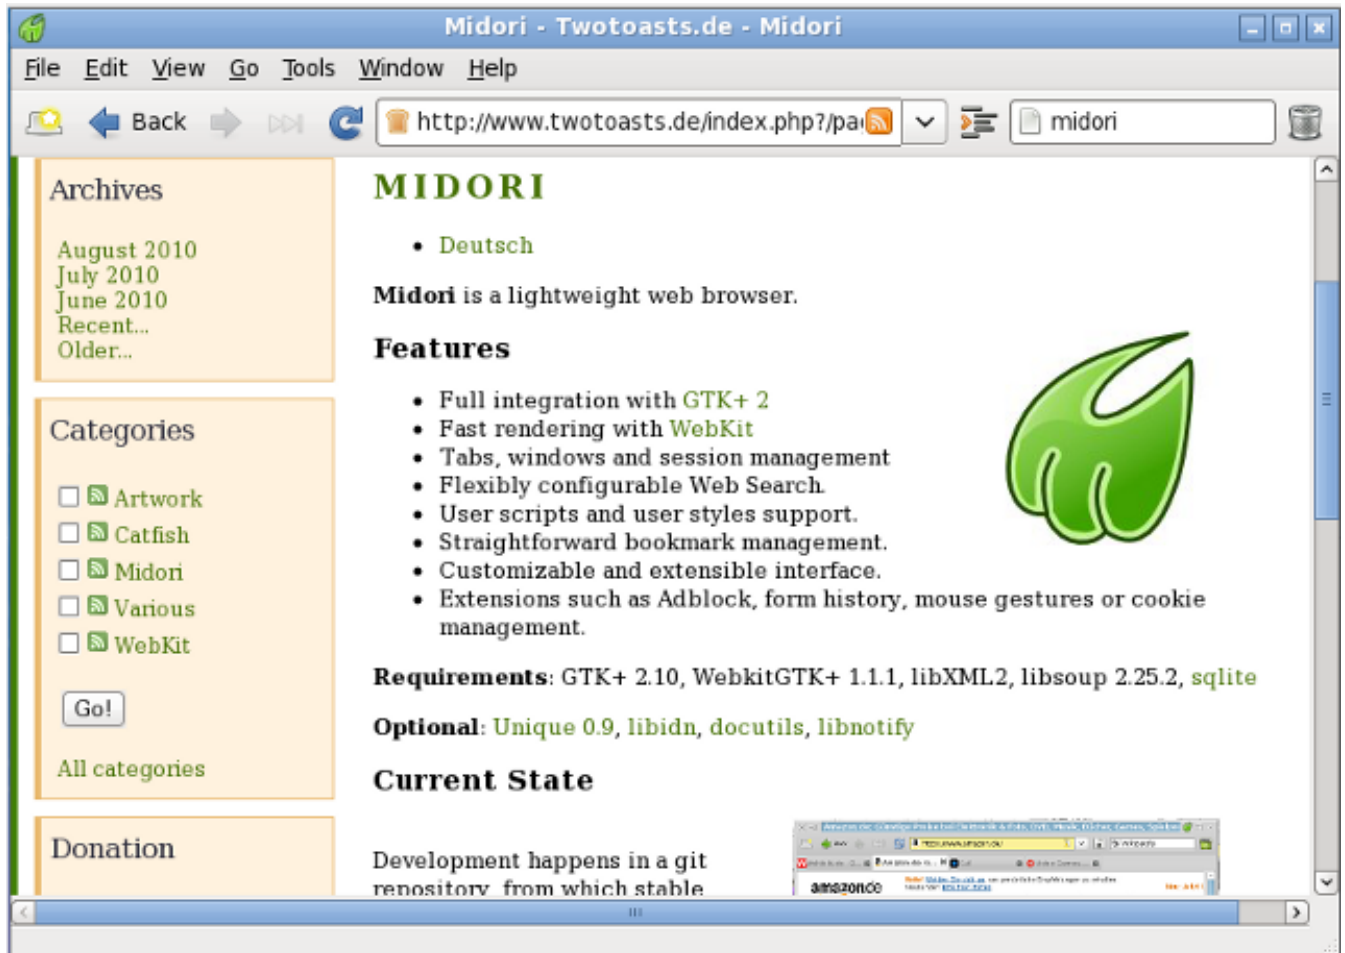 Midori - Twotoasts.de - Midori
File Edit View Go Tools Window Help
Back http://www.twotoasts.de/index.php?/pa midori
Archives
August 2010
July 2010
June 2010
Recent...
Older...
Categories
Artwork
Catfish
Midori
Various
WebKit
Go!
All categories
Donation
MIDORI
• Deutsch
Midori is a lightweight web browser.
Features
• Full integration with GTK+ 2
• Fast rendering with WebKit
• Tabs, windows and session management
• Flexibly configurable Web Search.
• User scripts and user styles support.
• Straightforward bookmark management.
• Customizable and extensible interface.
• Extensions such as Adblock, form history, mouse gestures or cookie
management.
Requirements: GTK+ 2.10, WebkitGTK+ 1.1.1, libXML2, libsoup 2.25.2, sqlite
Optional: Unique 0.9, libidn, docutils, libnotify
Current State
Development happens in a git
repository, from which stable
amazon.de